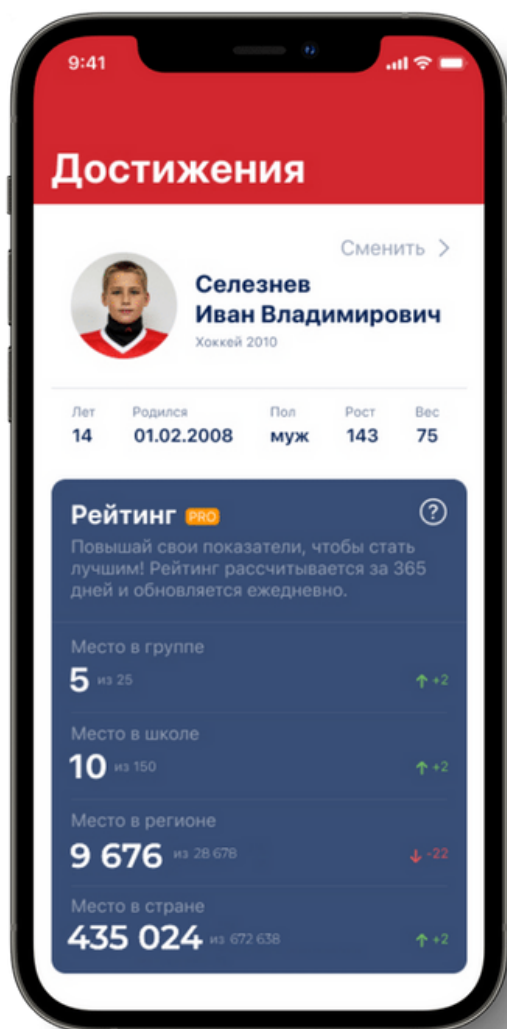 9:41
Достижения
Сменить >
Селезнев
Иван Владимирович
Хоккей 2010
Лет Родился Пол Рост Вес
14 01.02.2008 муж 143 75
Рейтинг PRO ?
Повышай свои показатели, чтобы стать
лучшим! Рейтинг рассчитывается за 365
дней и обновляется ежедневно.
Место в группе
5 из 25 ↑ +2
Место в школе
10 из 150 ↑ +2
Место в регионе
9 676 из 28 678 ↓ -22
Место в стране
435 024 из 672 638 ↑ +2